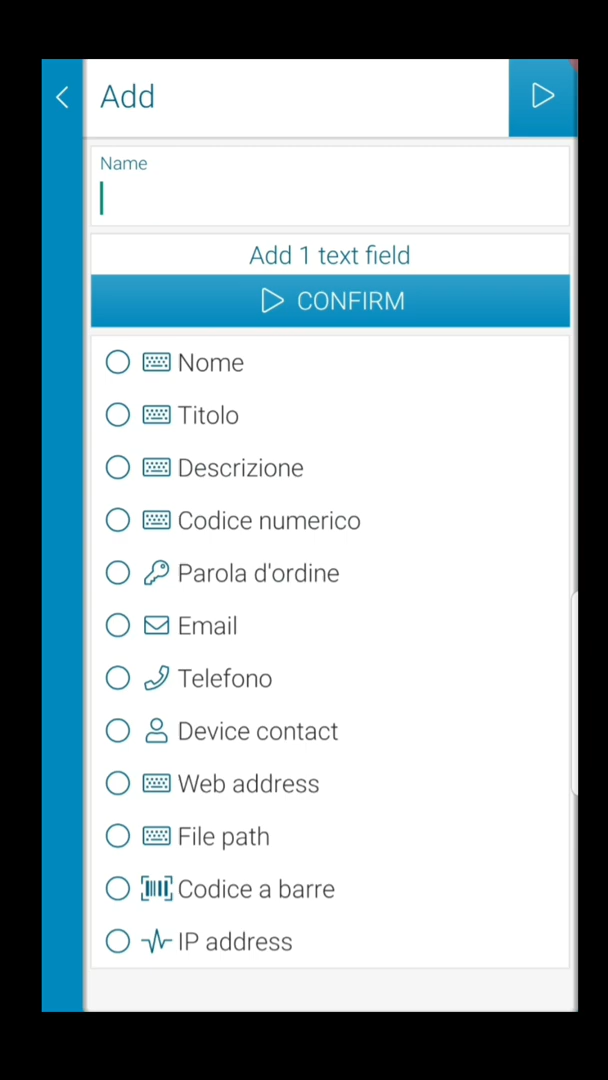 Add
Name
Add 1 text field
CONFIRM
Nome
Titolo
Descrizione
Codice numerico
Parola d'ordine
Email
Telefono
Device contact
Web address
File path
Codice a barre
IP address